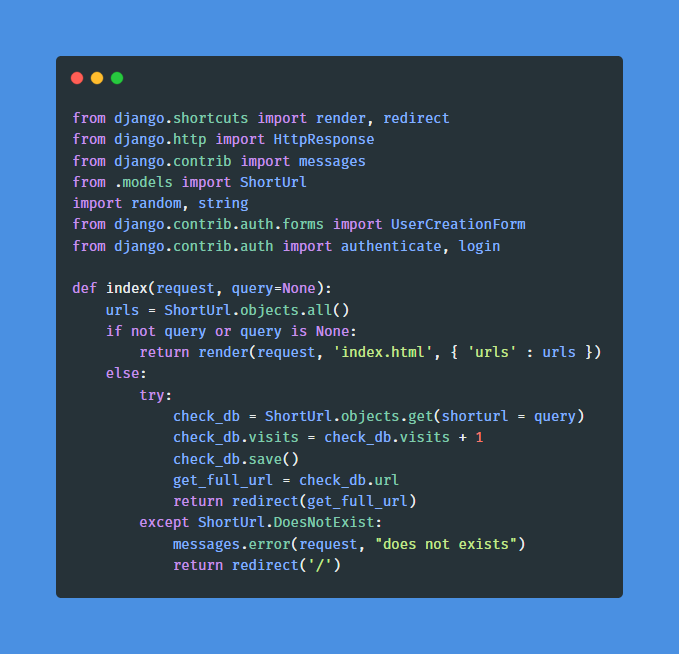 from django.shortcuts import render, redirect
from django.http import HttpResponse
from django.contrib import messages
from .models import ShortUrl
import random, string
from django.contrib.auth.forms import UserCreationForm
from django.contrib.auth import authenticate, login

def index(request, query=None):
    urls = ShortUrl.objects.all()
    if not query or query is None:
        return render(request, 'index.html', { 'urls' : urls })
    else:
        try:
            check_db = ShortUrl.objects.get(shorturl = query)
            check_db.visits = check_db.visits + 1
            check_db.save()
            get_full_url = check_db.url
            return redirect(get_full_url)
        except ShortUrl.DoesNotExist:
            messages.error(request, "does not exists")
            return redirect('/')